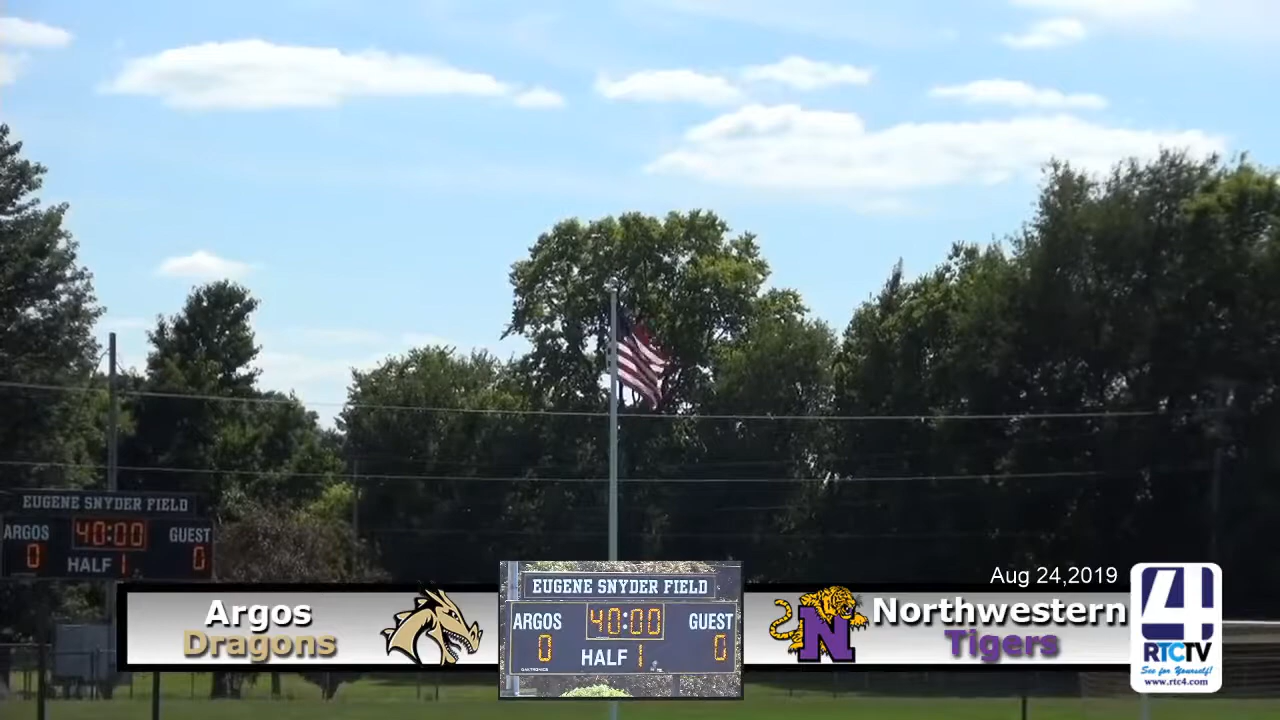 EUGENE SNYDER FIELD
ARGOS 40:00 GUEST
0 HALF 1 0
Aug 24,2019
Argos
Dragons
EUGENE SNYDER FIELD
ARGOS 40:00 GUEST
0 HALF 1 0
N
Northwestern
Tigers
4
RTCTV
See for Yourself!
www.rtc4.com